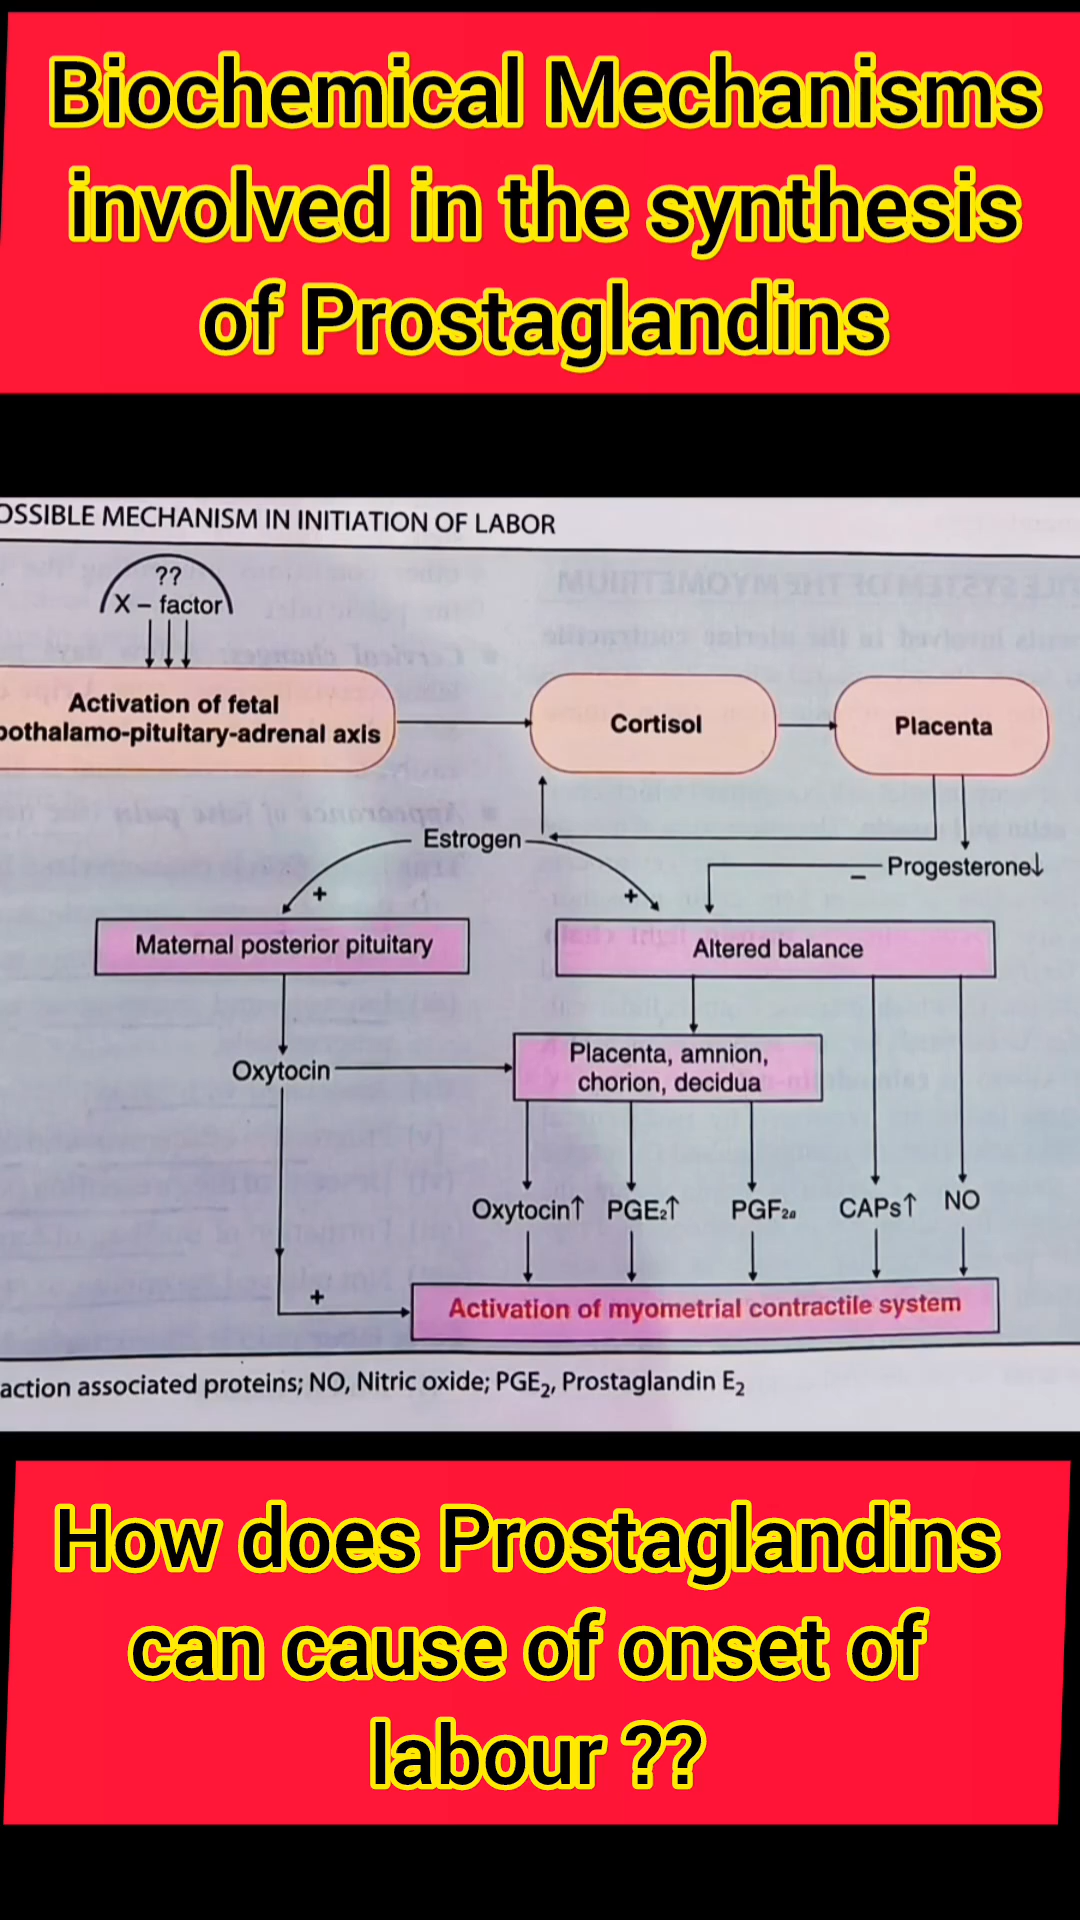 Biochemical Mechanisms
involved in the synthesis
of Prostaglandins
OSSIBLE MECHANISM IN INITIATION OF LABOR
??
X – factor
Activation of fetal
pothalamo-pituitary-adrenal axis
Cortisol
Placenta
Estrogen
– Progesterone↓
+
+
Maternal posterior pituitary
Altered balance
Placenta, amnion,
chorion, decidua
Oxytocin
Oxytocin↑ PGE₂↑ PGF₂α CAPs↑ NO
+
Activation of myometrial contractile system
action associated proteins; NO, Nitric oxide; PGE₂, Prostaglandin E₂
How does Prostaglandins
can cause of onset of
labour ??